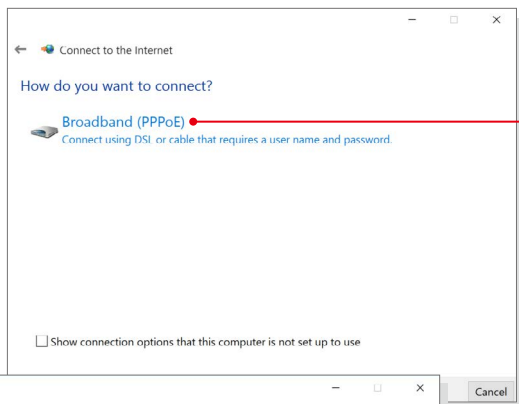 Connect to the Internet
How do you want to connect?
Broadband (PPPoE)
Connect using DSL or cable that requires a user name and password.
Show connection options that this computer is not set up to use
Cancel